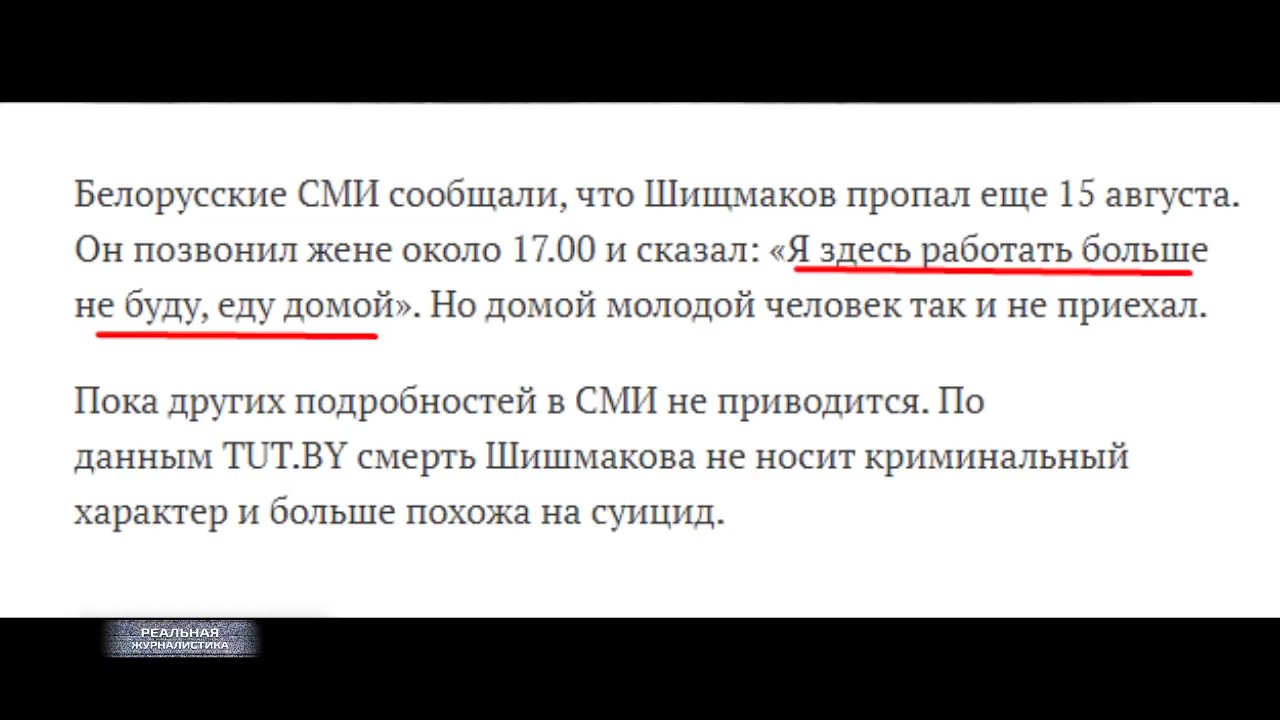 Белорусские СМИ сообщали, что Шищмаков пропал еще 15 августа.
Он позвонил жене около 17.00 и сказал: «Я здесь работать больше
не буду, еду домой». Но домой молодой человек так и не приехал.
Пока других подробностей в СМИ не приводится. По
данным TUT.BY смерть Шишмакова не носит криминальный
характер и больше похожа на суицид.
РЕАЛЬНАЯ
ЖУРНАЛИСТИКА